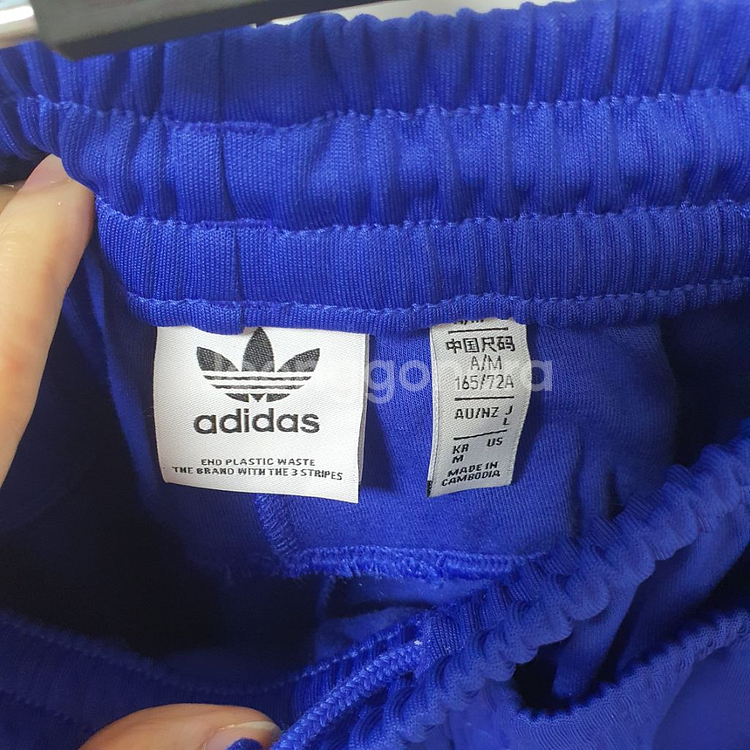 adidas
END PLASTIC WASTE
THE BRAND WITH THE 3 STRIPES
中国尺码
A/M
165/72A
AU/NZ J
L
KR US
M
MADE IN
CAMBODIA